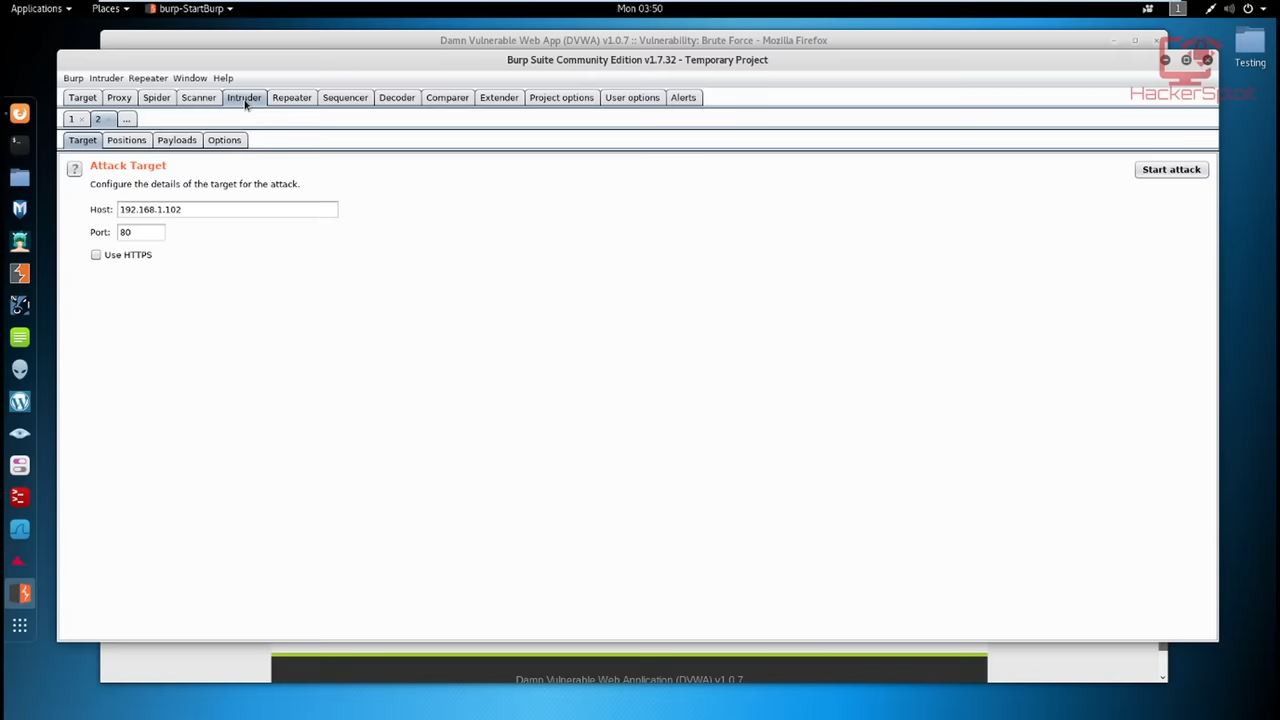 Applications Places burp-StartBurp Mon 03:50 1
Damn Vulnerable Web App (DVWA) v1.0.7 :: Vulnerability: Brute Force - Mozilla Firefox
Burp Suite Community Edition v1.7.32 - Temporary Project
Testing
Burp Intruder Repeater Window Help
HackerSploit
Target Proxy Spider Scanner Intruder Repeater Sequencer Decoder Comparer Extender Project options User options Alerts
1 × 2 × ...
Target Positions Payloads Options
? Attack Target Start attack
Configure the details of the target for the attack.
Host: 192.168.1.102
Port: 80
Use HTTPS
Damn Vulnerable Web Application (DVWA) v1.0.7